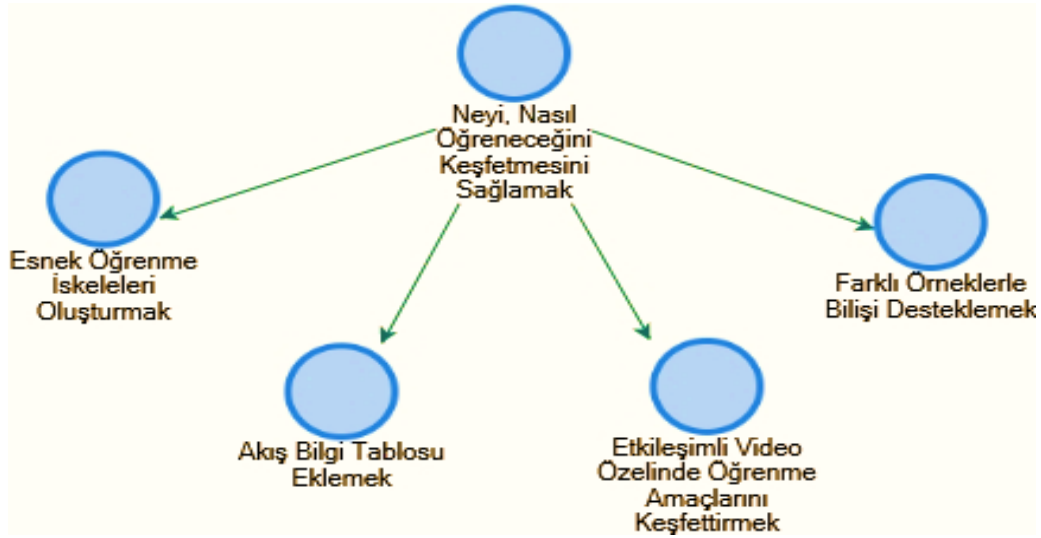 Neyi, Nasıl
Öğreneceğini
Keşfetmesini
Sağlamak
Esnek Öğrenme
İskeleleri
Oluşturmak
Farklı Örneklerle
Bilişi Desteklemek
Akış Bilgi Tablosu
Eklemek
Etkileşimli Video
Özelinde Öğrenme
Amaçlarını
Keşfettirmek